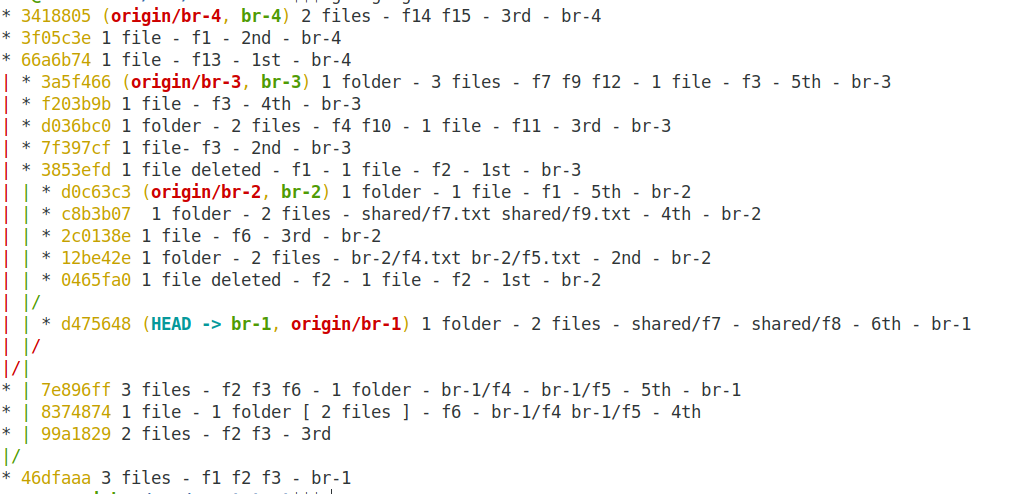 * 3418805 (origin/br-4, br-4) 2 files - f14 f15 - 3rd - br-4
* 3f05c3e 1 file - f1 - 2nd - br-4
* 66a6b74 1 file - f13 - 1st - br-4
| * 3a5f466 (origin/br-3, br-3) 1 folder - 3 files - f7 f9 f12 - 1 file - f3 - 5th - br-3
| * f203b9b 1 file - f3 - 4th - br-3
| * d036bc0 1 folder - 2 files - f4 f10 - 1 file - f11 - 3rd - br-3
| * 7f397cf 1 file- f3 - 2nd - br-3
| * 3853efd 1 file deleted - f1 - 1 file - f2 - 1st - br-3
| | * d0c63c3 (origin/br-2, br-2) 1 folder - 1 file - f1 - 5th - br-2
| | * c8b3b07  1 folder - 2 files - shared/f7.txt shared/f9.txt - 4th - br-2
| | * 2c0138e 1 file - f6 - 3rd - br-2
| | * 12be42e 1 folder - 2 files - br-2/f4.txt br-2/f5.txt - 2nd - br-2
| | * 0465fa0 1 file deleted - f2 - 1 file - f2 - 1st - br-2
| |/
| | * d475648 (HEAD -> br-1, origin/br-1) 1 folder - 2 files - shared/f7 - shared/f8 - 6th - br-1
| |/
|/|
* | 7e896ff 3 files - f2 f3 f6 - 1 folder - br-1/f4 - br-1/f5 - 5th - br-1
* | 8374874 1 file - 1 folder [ 2 files ] - f6 - br-1/f4 br-1/f5 - 4th
* | 99a1829 2 files - f2 f3 - 3rd
|/
* 46dfaaa 3 files - f1 f2 f3 - br-1